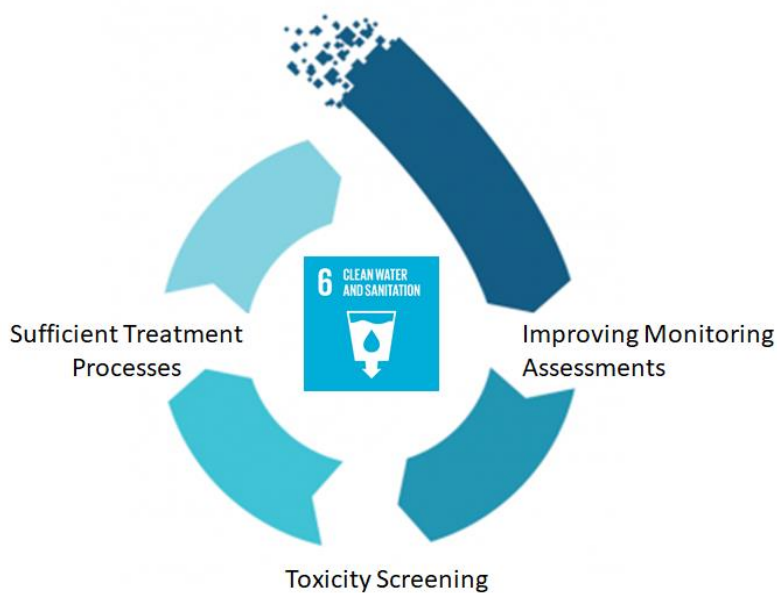 6 CLEAN WATER
AND SANITATION
Sufficient Treatment
Processes
Improving Monitoring
Assessments
Toxicity Screening